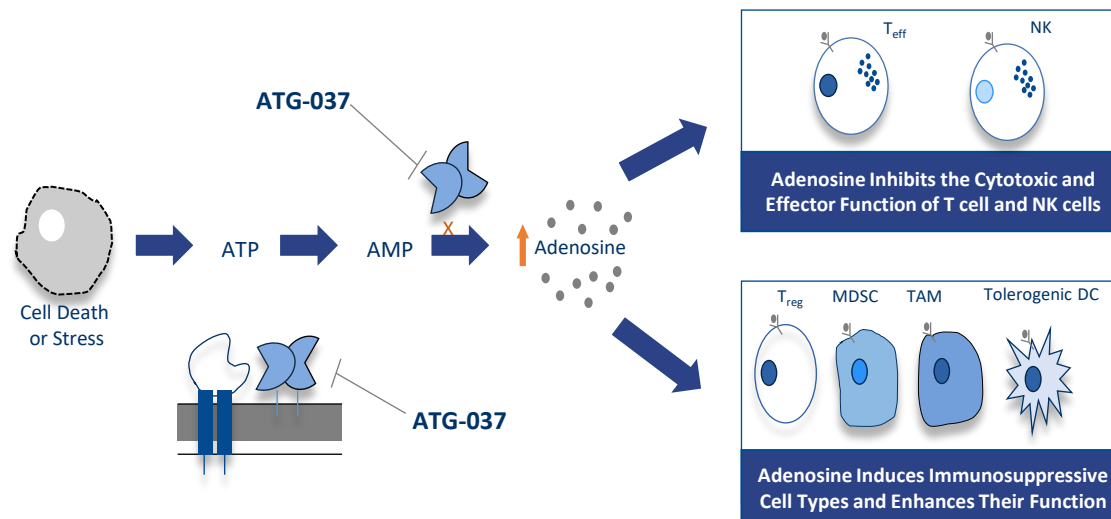 ATG-037
Cell Death
or Stress
ATP
AMP
X
Adenosine
ATG-037
Teff
NK
Adenosine Inhibits the Cytotoxic and
Effector Function of T cell and NK cells
Treg
MDSC
TAM
Tolerogenic DC
Adenosine Induces Immunosuppressive
Cell Types and Enhances Their Function